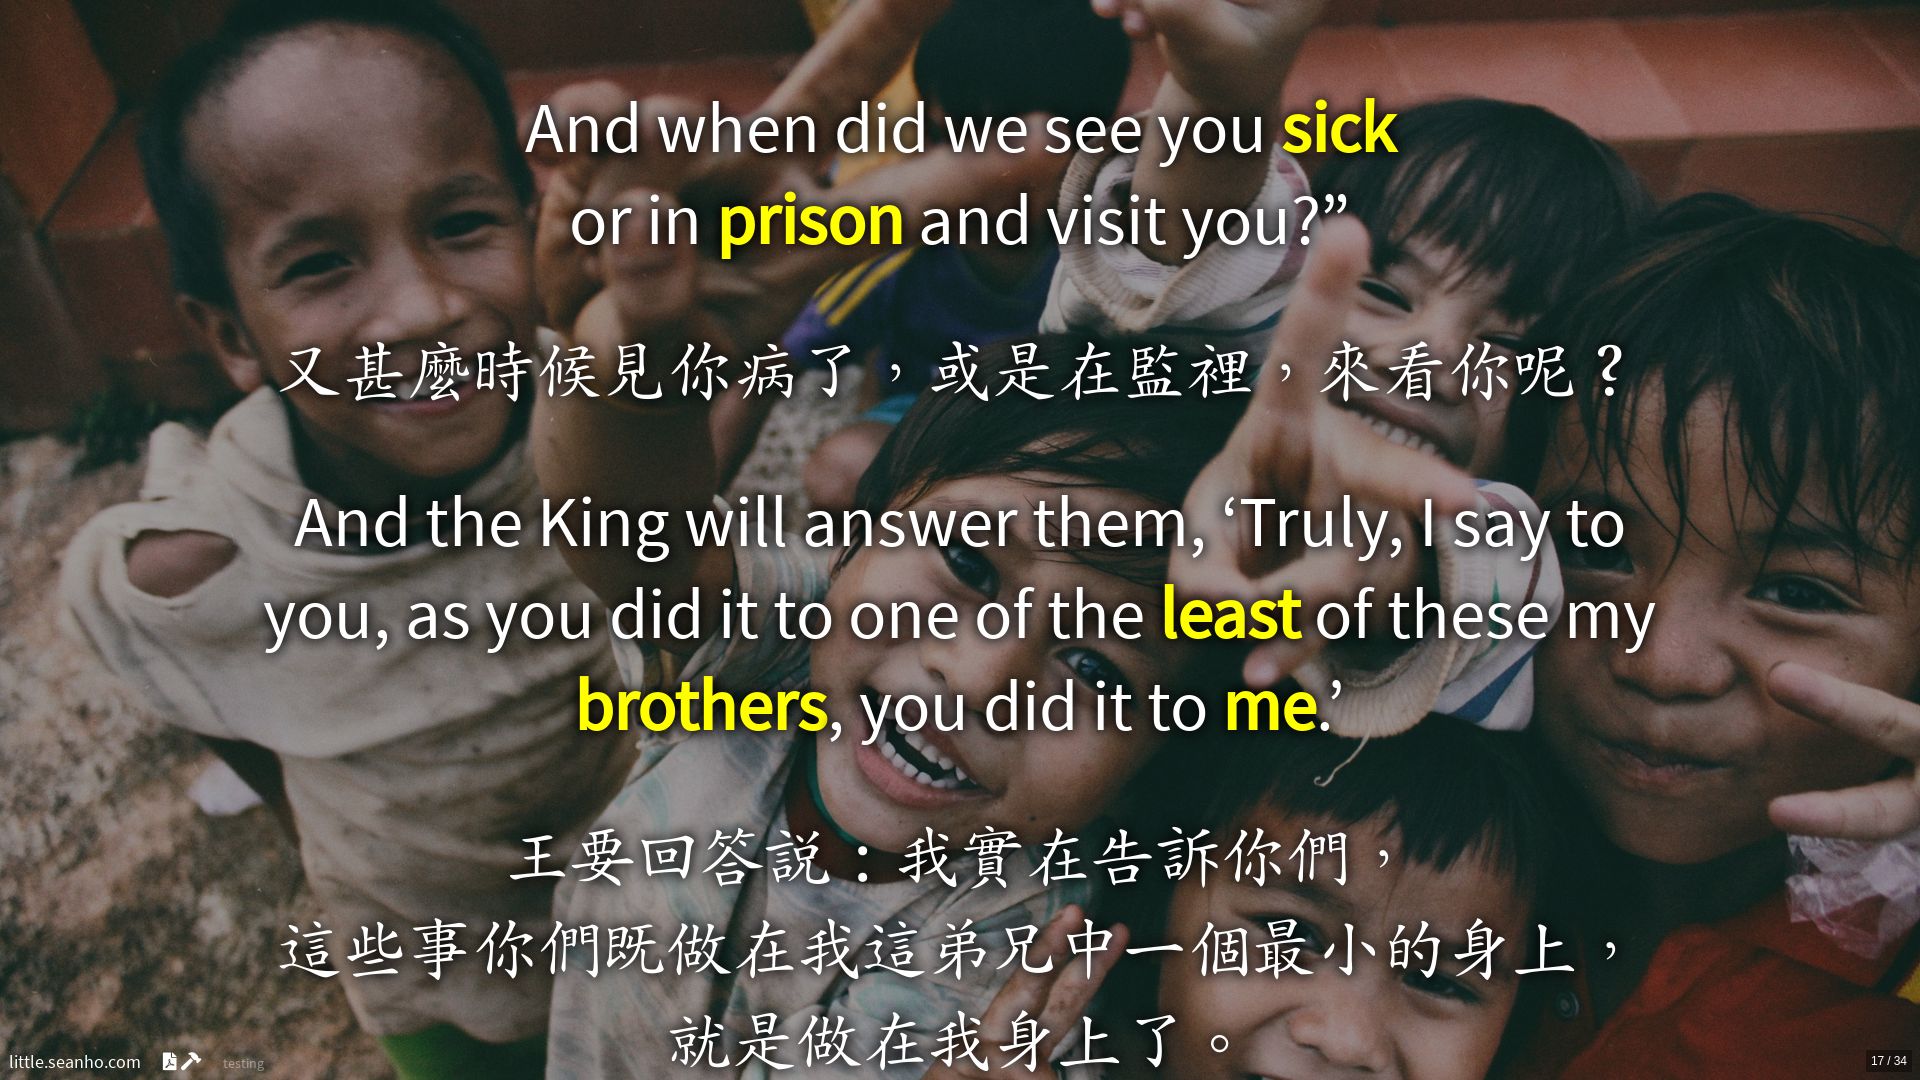 And when did we see you sick
or in prison and visit you?”
又甚麼時候見你病了，或是在監裡，來看你呢？
And the King will answer them, ‘Truly, I say to
you, as you did it to one of the least of these my
brothers, you did it to me.’
王要回答説：我實在告訴你們，
這些事你們既做在我這弟兄中一個最小的身上，
就是做在我身上了。
little.seanho.com testing
17 / 34